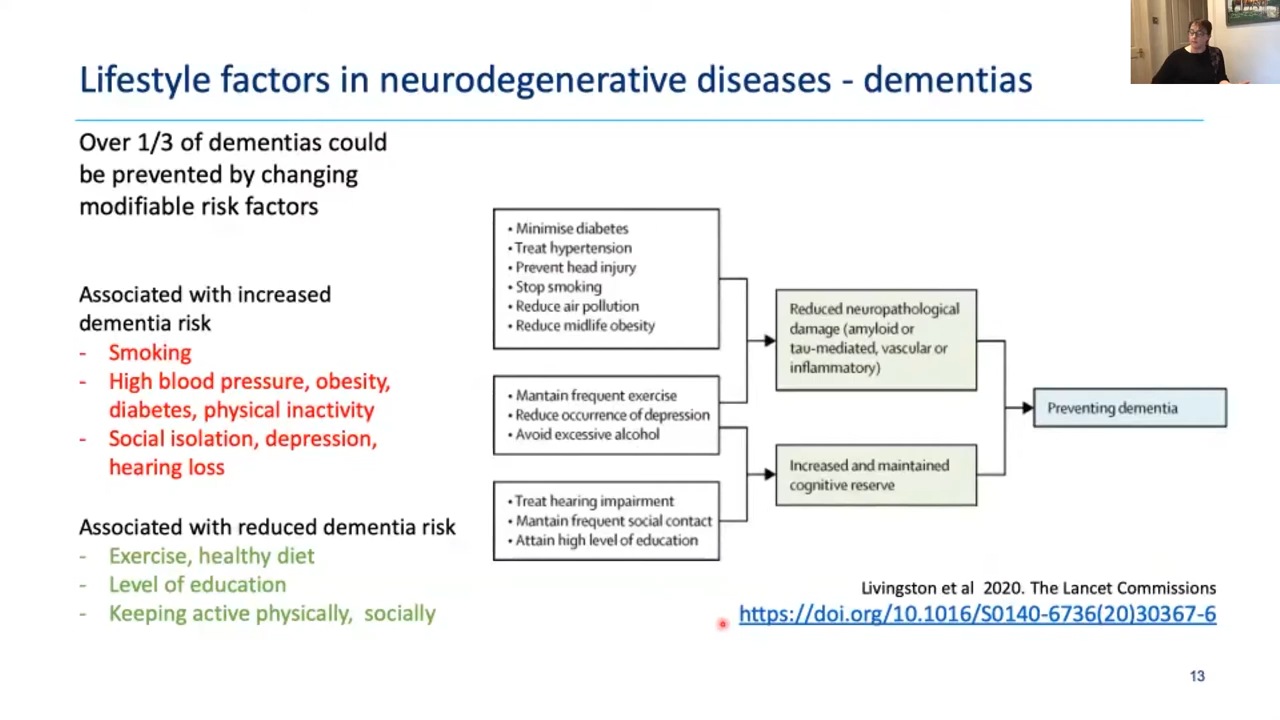 Lifestyle factors in neurodegenerative diseases - dementias
Over 1/3 of dementias could
be prevented by changing
modifiable risk factors
Associated with increased
dementia risk
- Smoking
- High blood pressure, obesity,
diabetes, physical inactivity
- Social isolation, depression,
hearing loss
Associated with reduced dementia risk
- Exercise, healthy diet
- Level of education
- Keeping active physically, socially
• Minimise diabetes
• Treat hypertension
• Prevent head injury
• Stop smoking
• Reduce air pollution
• Reduce midlife obesity
• Mantain frequent exercise
• Reduce occurrence of depression
• Avoid excessive alcohol
• Treat hearing impairment
• Mantain frequent social contact
• Attain high level of education
Reduced neuropathological
damage (amyloid or
tau-mediated, vascular or
inflammatory)
Increased and maintained
cognitive reserve
Preventing dementia
Livingston et al 2020. The Lancet Commissions
https://doi.org/10.1016/S0140-6736(20)30367-6
13